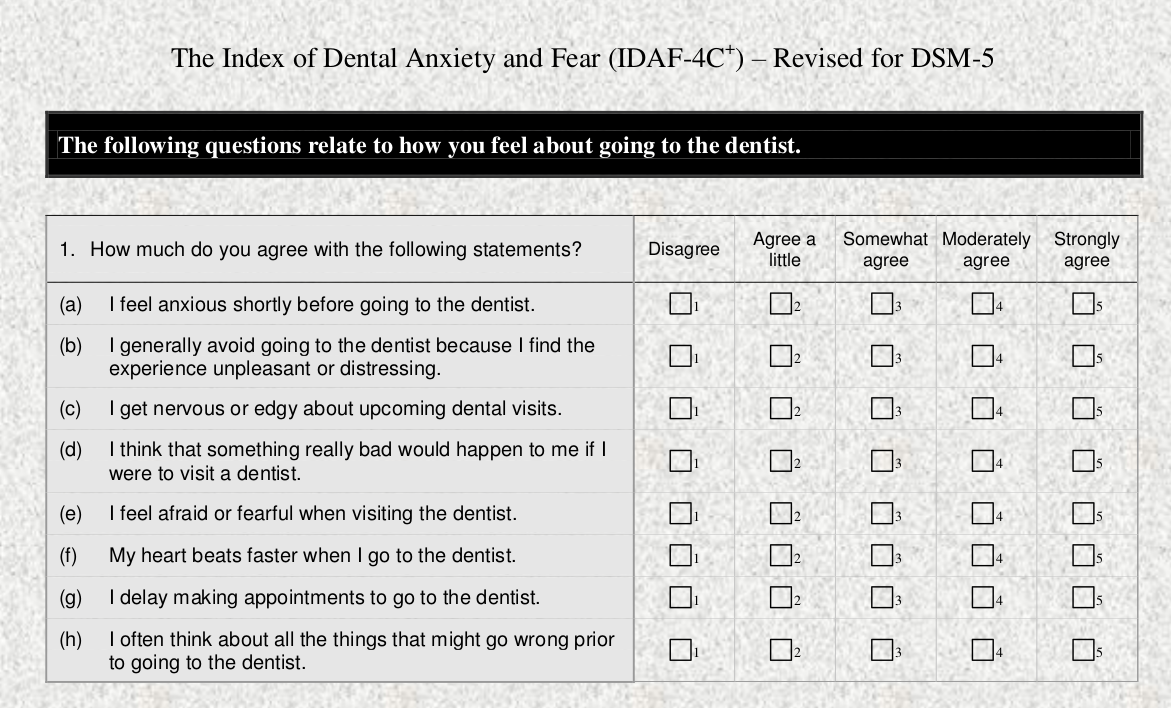 The Index of Dental Anxiety and Fear (IDAF-4C+) – Revised for DSM-5
The following questions relate to how you feel about going to the dentist.
1. How much do you agree with the following statements? Disagree Agree a little Somewhat agree Moderately agree Strongly agree
(a) I feel anxious shortly before going to the dentist. 1 2 3 4 5
(b) I generally avoid going to the dentist because I find the
experience unpleasant or distressing. 1 2 3 4 5
(c) I get nervous or edgy about upcoming dental visits. 1 2 3 4 5
(d) I think that something really bad would happen to me if I
were to visit a dentist. 1 2 3 4 5
(e) I feel afraid or fearful when visiting the dentist. 1 2 3 4 5
(f) My heart beats faster when I go to the dentist. 1 2 3 4 5
(g) I delay making appointments to go to the dentist. 1 2 3 4 5
(h) I often think about all the things that might go wrong prior
to going to the dentist. 1 2 3 4 5